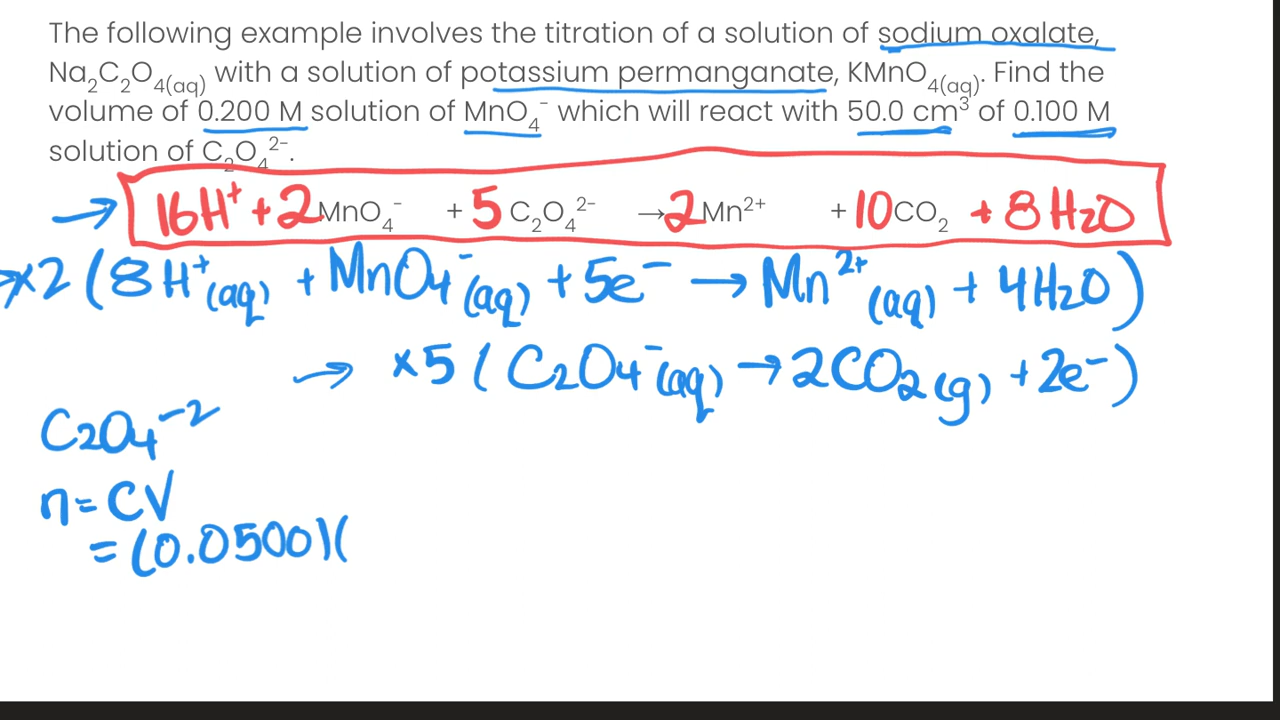 The following example involves the titration of a solution of sodium oxalate,
Na₂C₂O₄(aq) with a solution of potassium permanganate, KMnO₄(aq). Find the
volume of 0.200 M solution of MnO₄⁻ which will react with 50.0 cm³ of 0.100 M
solution of C₂O₄²⁻.
→ 16H⁺ + 2MnO₄⁻ + 5 C₂O₄²⁻ → 2Mn²⁺ + 10CO₂ + 8H₂O
→ ×2 (8H⁺(aq) + MnO₄⁻(aq) + 5e⁻ → Mn²⁺(aq) + 4H₂O)
→ ×5 (C₂O₄⁻(aq) → 2CO₂(g) + 2e⁻)
C₂O₄⁻²
n = CV
= (0.0500)(